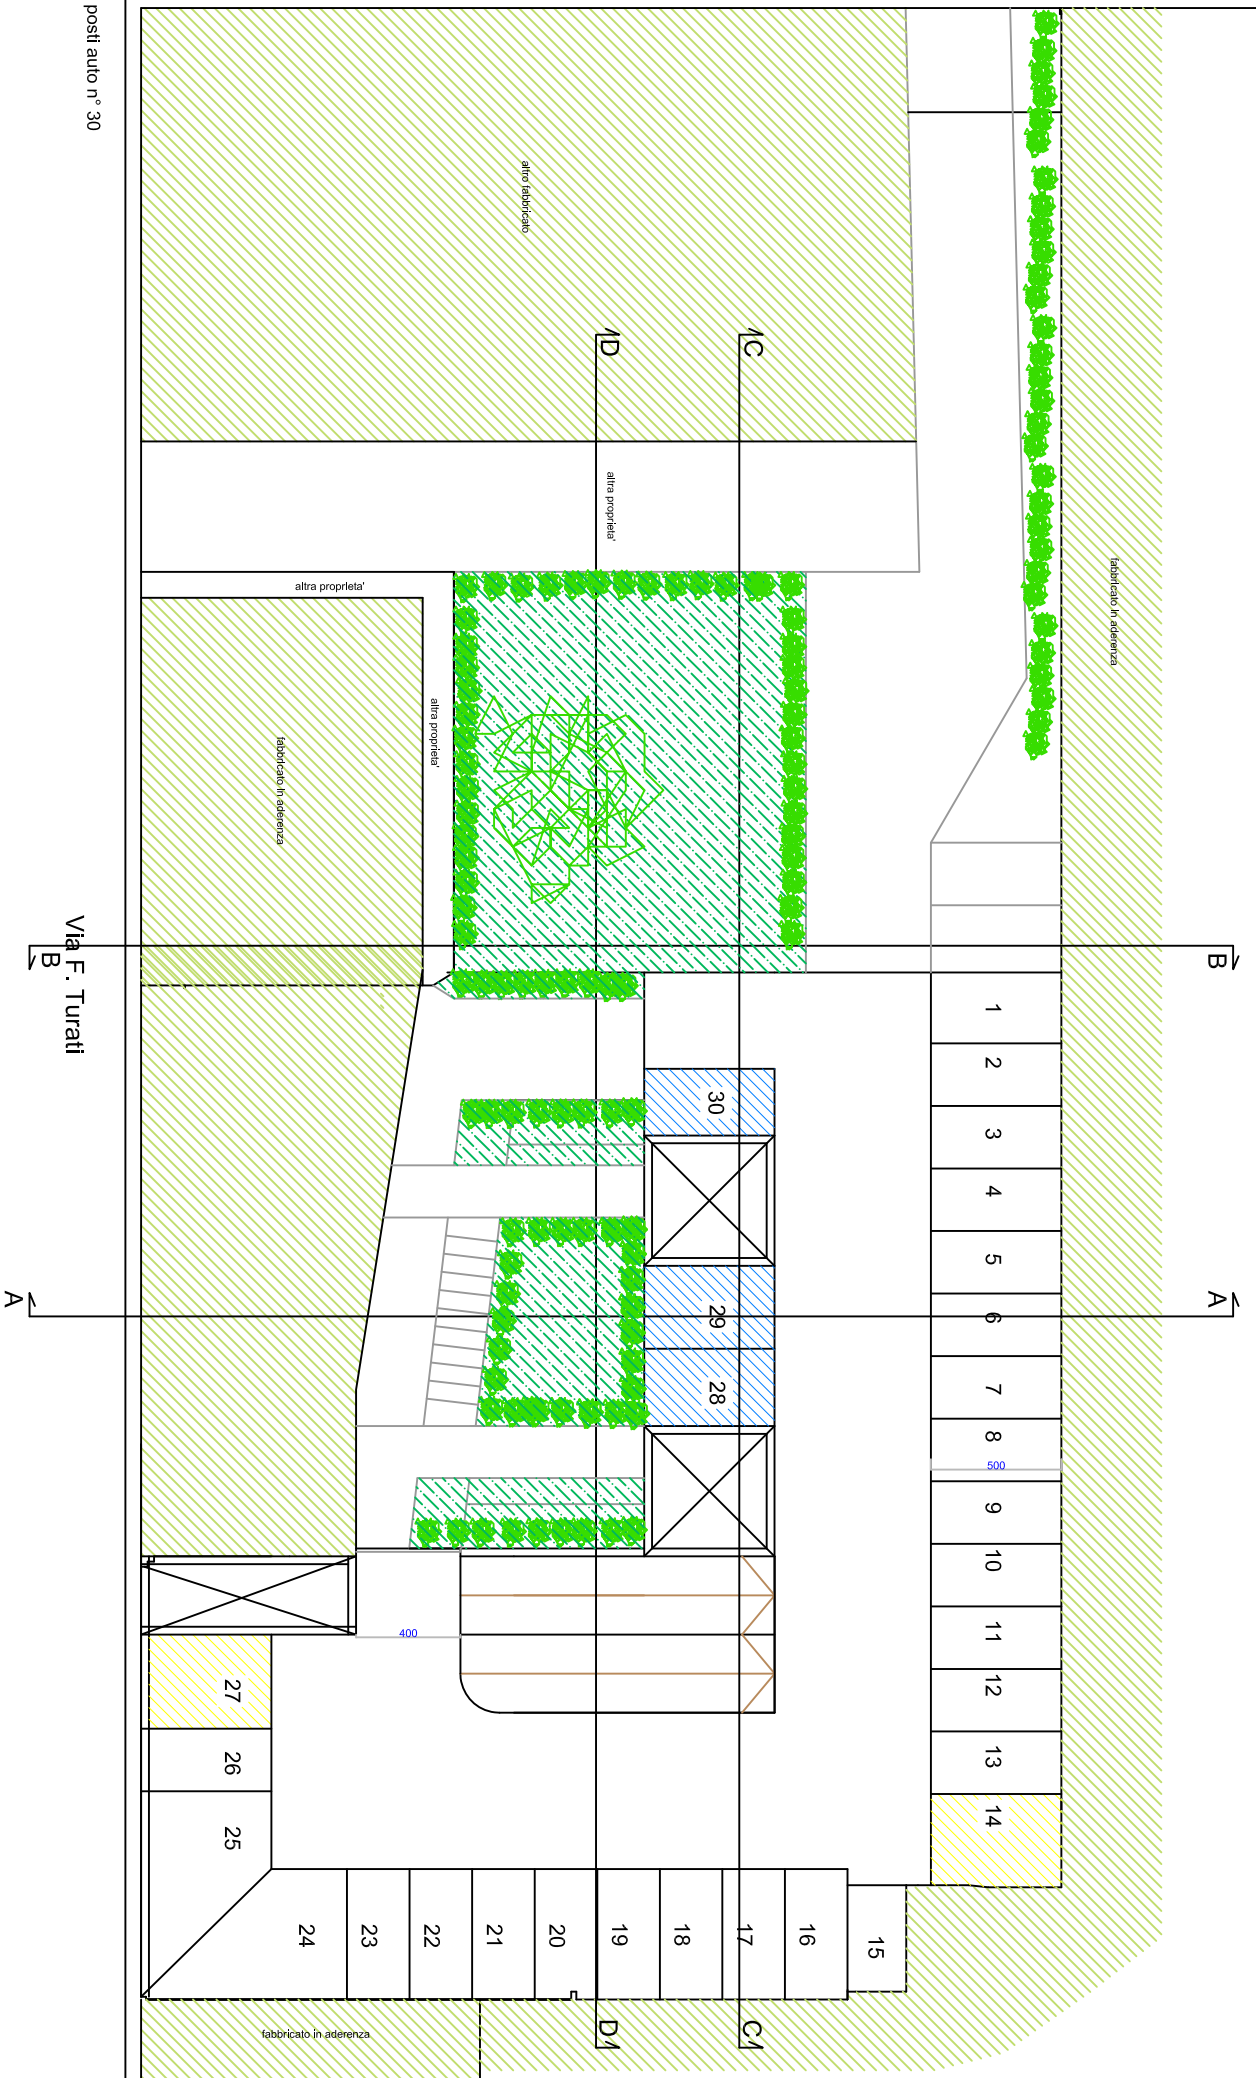 posti auto n° 30
altro fabbricato
D
C
altra proprieta'
fabbricato in aderenza
altra proprieta'
altra proprieta'
fabbricato in aderenza
Via F. Turati
B
B
1
2
3
4
5
6
7
8
500
9
10
11
12
13
14
30
29
28
A
A
400
27
26
25
24
23
22
21
20
19
18
17
16
15
D
C
fabbricato in aderenza